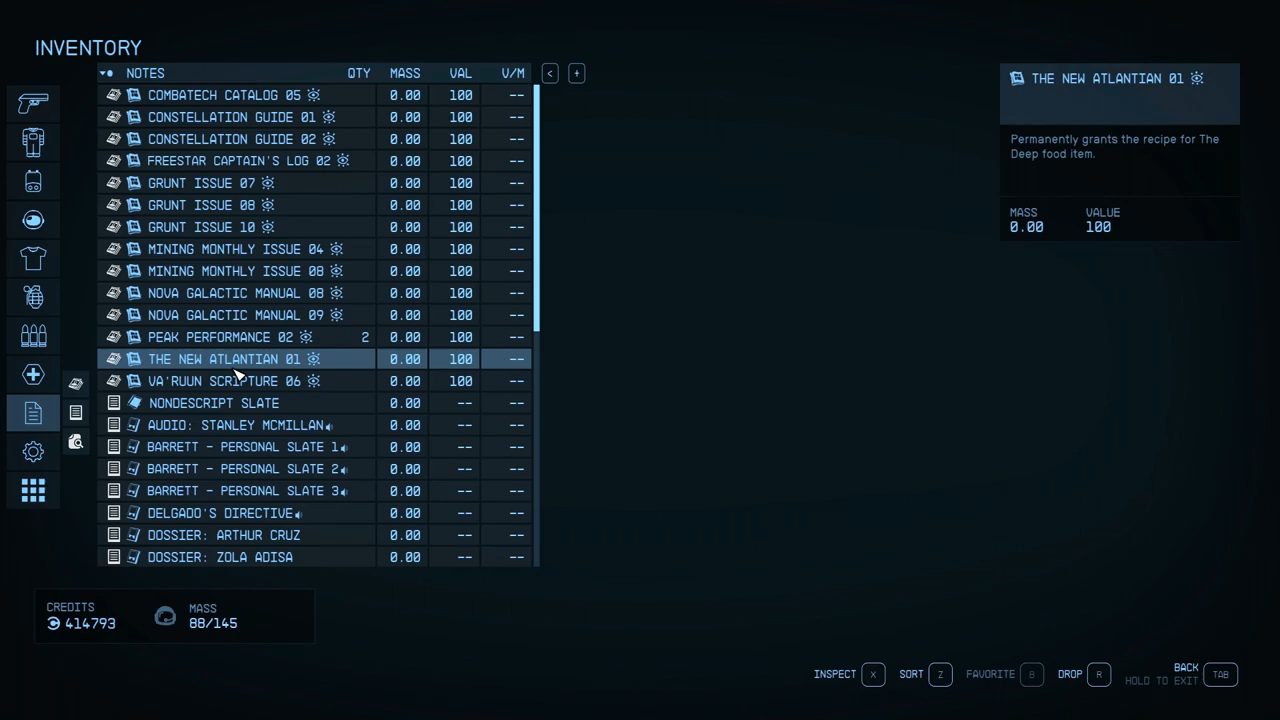 INVENTORY
NOTES QTY MASS VAL V/M < +
COMBATECH CATALOG 05 0.00 100 --
CONSTELLATION GUIDE 01 0.00 100 --
CONSTELLATION GUIDE 02 0.00 100 --
FREESTAR CAPTAIN'S LOG 02 0.00 100 --
GRUNT ISSUE 07 0.00 100 --
GRUNT ISSUE 08 0.00 100 --
GRUNT ISSUE 10 0.00 100 --
MINING MONTHLY ISSUE 04 0.00 100 --
MINING MONTHLY ISSUE 08 0.00 100 --
NOVA GALACTIC MANUAL 08 0.00 100 --
NOVA GALACTIC MANUAL 09 0.00 100 --
PEAK PERFORMANCE 02 2 0.00 100 --
THE NEW ATLANTIAN 01 0.00 100 --
VA'RUUN SCRIPTURE 06 0.00 100 --
NONDESCRIPT SLATE 0.00 -- --
AUDIO: STANLEY MCMILLAN 0.00 -- --
BARRETT - PERSONAL SLATE 1 0.00 -- --
BARRETT - PERSONAL SLATE 2 0.00 -- --
BARRETT - PERSONAL SLATE 3 0.00 -- --
DELGADO'S DIRECTIVE 0.00 -- --
DOSSIER: ARTHUR CRUZ 0.00 -- --
DOSSIER: ZOLA ADISA 0.00 -- --
THE NEW ATLANTIAN 01
Permanently grants the recipe for The
Deep food item.
MASS VALUE
0.00 100
CREDITS MASS
414793 88/145
INSPECT X SORT Z FAVORITE B DROP R BACK TAB
HOLD TO EXIT